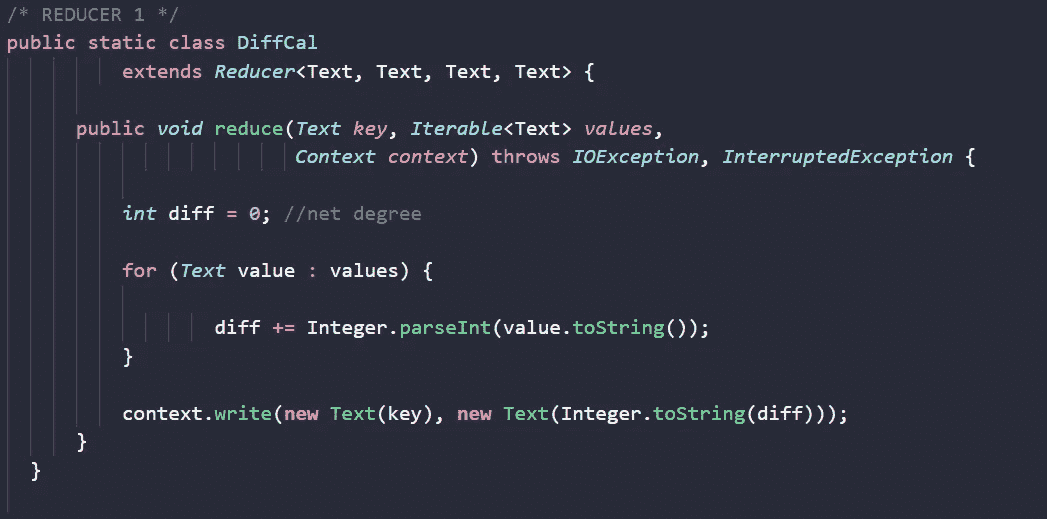 /* REDUCER 1 */
public static class DiffCal
extends Reducer<Text, Text, Text, Text> {
public void reduce(Text key, Iterable<Text> values,
Context context) throws IOException, InterruptedException {
int diff = 0; //net degree
for (Text value : values) {
diff += Integer.parseInt(value.toString());
}
context.write(new Text(key), new Text(Integer.toString(diff)));
}
}